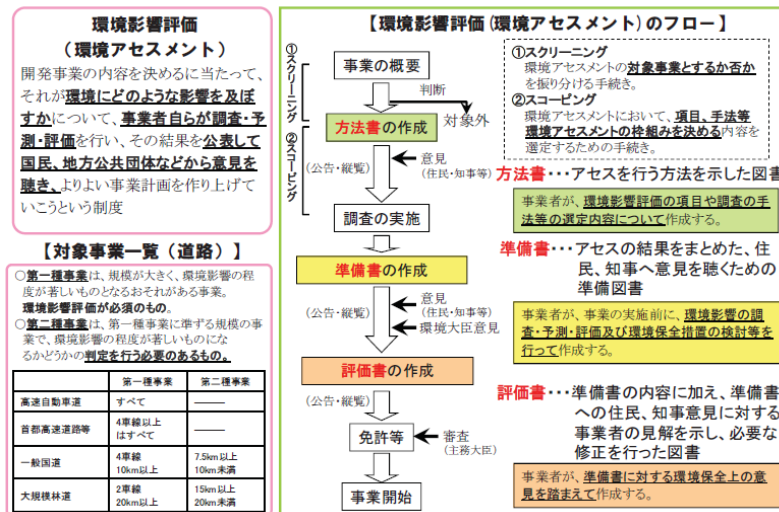 環境影響評価
（環境アセスメント）
開発事業の内容を決めるに当たって、
それが環境にどのような影響を及ぼ
すかについて、事業者自らが調査・予
測・評価を行い、その結果を公表して
国民、地方公共団体などから意見を
聴き、よりよい事業計画を作り上げて
いこうという制度
【対象事業一覧（道路）】
○第一種事業は、規模が大きく、環境影響の程
度が著しいものとなるおそれがある事業。
環境影響評価が必須のもの。
○第二種事業は、第一種事業に準ずる規模の事
業で、環境影響の程度が著しいものにな
るかどうかの判定を行う必要のあるもの。
第一種事業 第二種事業
高速自動車道 すべて ――
首都高速道路等 4車線以上 はすべて ――
一般国道 4車線 10km以上 7.5km以上 10km未満
大規模林道 2車線 20km以上 15km以上 20km未満
【環境影響評価(環境アセスメント)のフロー】
①スクリーニング
②スコーピング
事業の概要
判断
対象外
方法書の作成
(公告・縦覧)
意見
(住民・知事等)
調査の実施
準備書の作成
(公告・縦覧)
意見
(住民・知事等)
環境大臣意見
評価書の作成
(公告・縦覧)
免許等
審査
(主務大臣)
事業開始
①スクリーニング
環境アセスメントの対象事業とするか否か
を振り分ける手続き。
②スコーピング
環境アセスメントにおいて、項目、手法等
環境アセスメントの枠組みを決める内容を
選定するための手続き。
方法書・・・アセスを行う方法を示した図書
事業者が、環境影響評価の項目や調査の手
法等の選定内容について作成する。
準備書・・・アセスの結果をまとめた、住
民、知事へ意見を聴くための
準備図書
事業者が、事業の実施前に、環境影響の調
査・予測・評価及び環境保全措置の検討等を
行って作成する。
評価書・・・準備書の内容に加え、準備書
への住民、知事意見に対する
事業者の見解を示し、必要な
修正を行った図書
事業者が、準備書に対する環境保全上の意
見を踏まえて作成する。